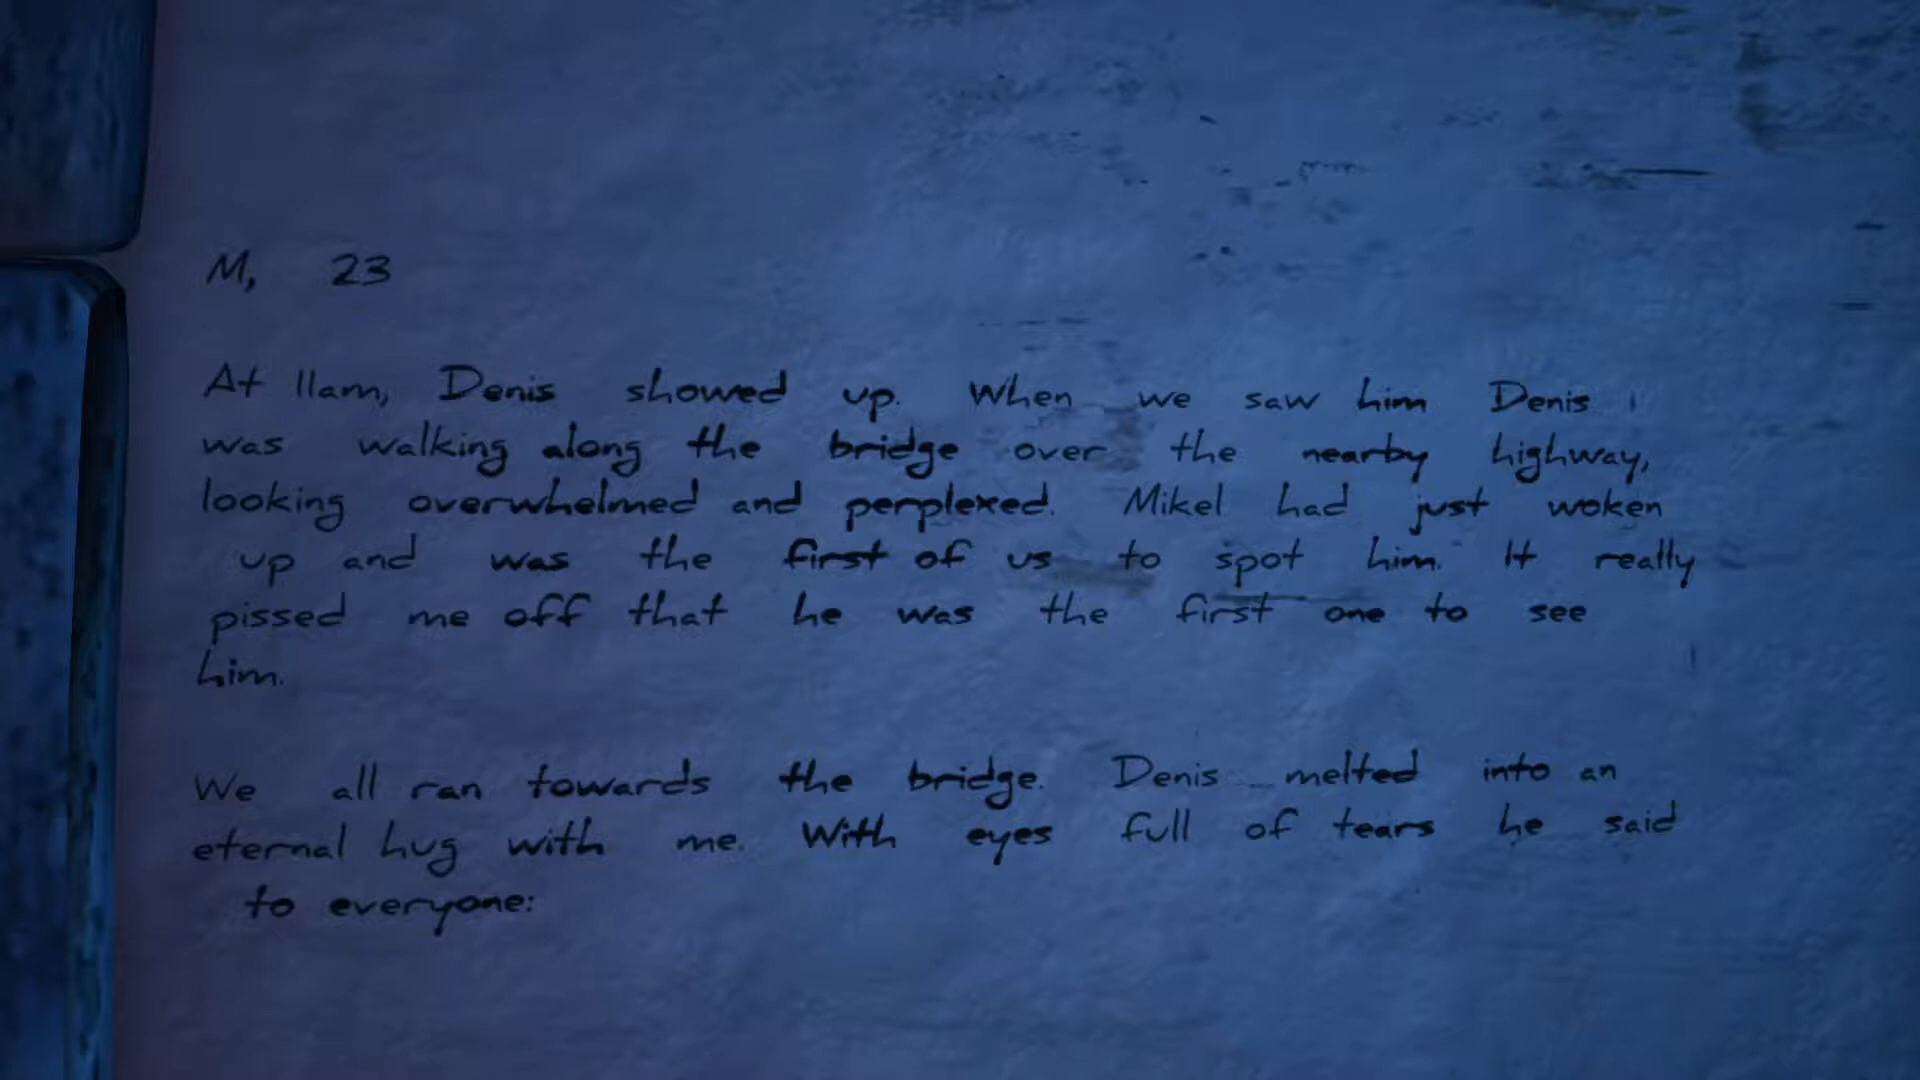 M, 23
At 11am, Denis showed up. When we saw him Denis
was walking along the bridge over the nearby highway,
looking overwhelmed and perplexed. Mikel had just woken
up and was the first of us to spot him. It really
pissed me off that he was the first one to see
him.
We all ran towards the bridge. Denis melted into an
eternal hug with me. With eyes full of tears he said
to everyone: